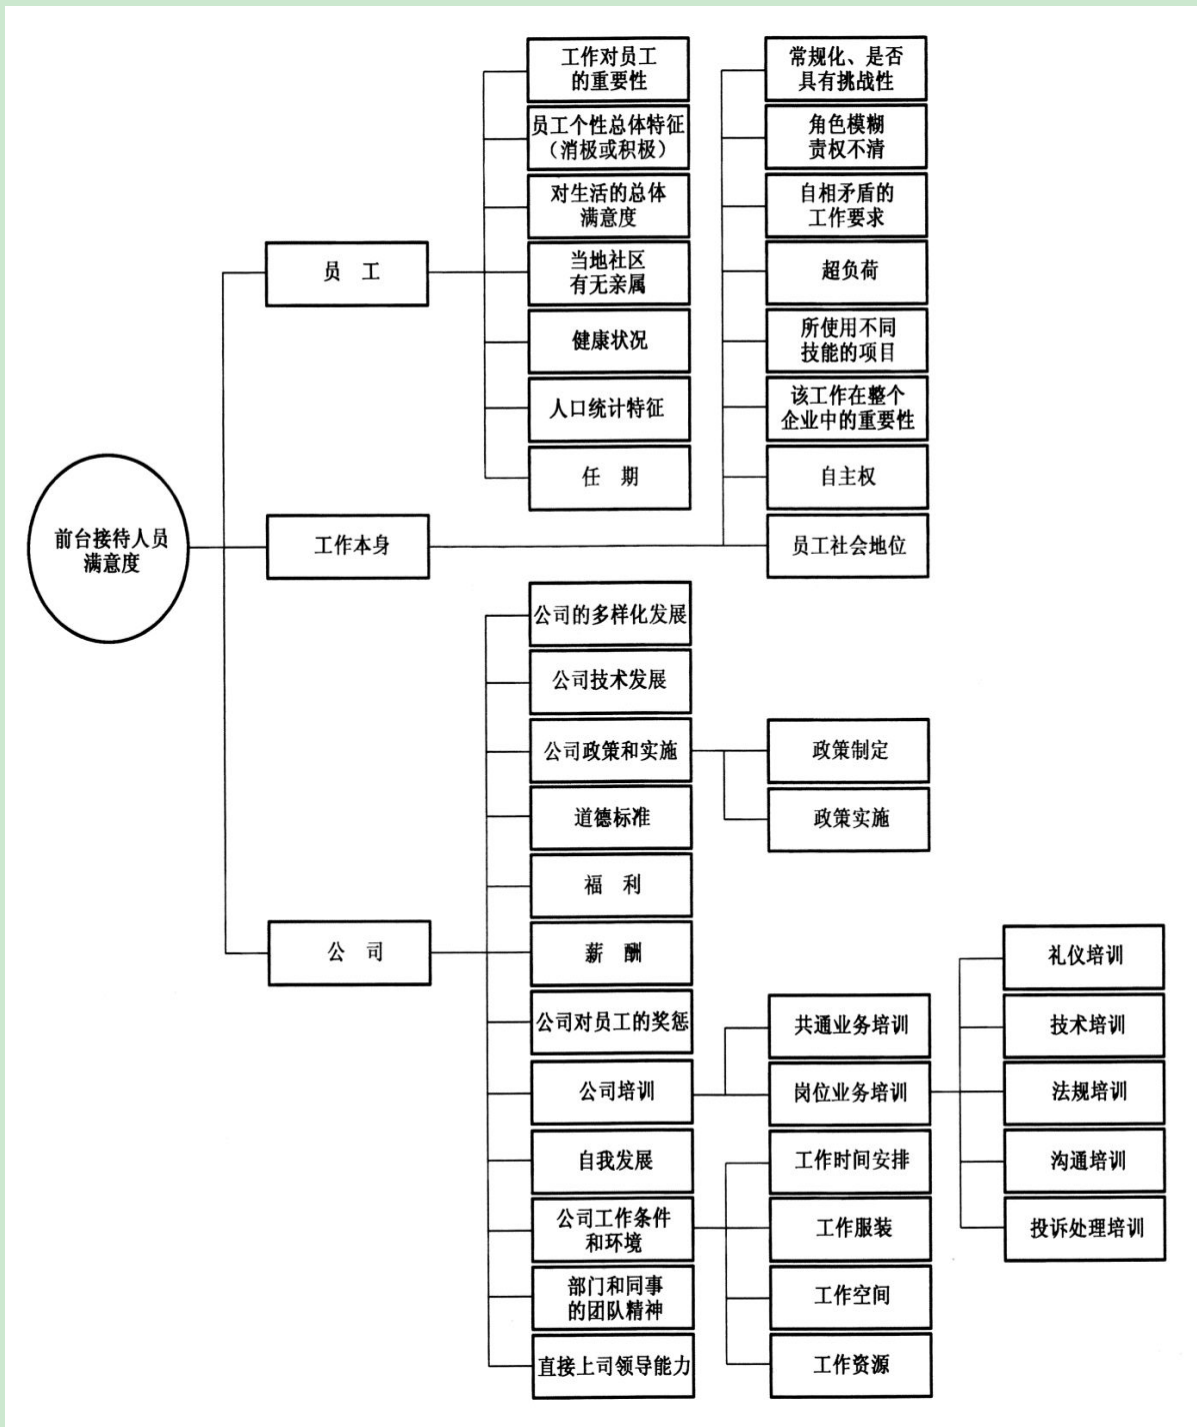 前台接待人员
满意度
员 工
工作对员工
的重要性
员工个性总体特征
（消极或积极）
对生活的总体
满意度
当地社区
有无亲属
健康状况
人口统计特征
任 期
工作本身
常规化、是否
具有挑战性
角色模糊
责权不清
自相矛盾的
工作要求
超负荷
所使用不同
技能的项目
该工作在整个
企业中的重要性
自主权
员工社会地位
公 司
公司的多样化发展
公司技术发展
公司政策和实施
政策制定
政策实施
道德标准
福 利
薪 酬
公司对员工的奖惩
公司培训
共通业务培训
岗位业务培训
礼仪培训
技术培训
法规培训
沟通培训
投诉处理培训
自我发展
公司工作条件
和环境
工作时间安排
工作服装
工作空间
工作资源
部门和同事
的团队精神
直接上司领导能力